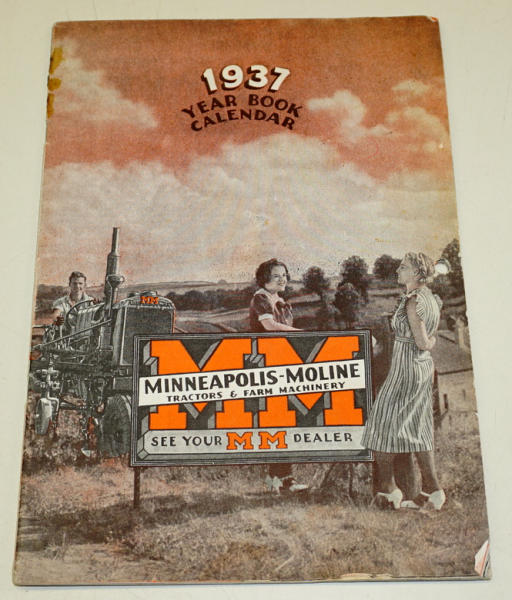 1937
YEAR BOOK
CALENDAR
MM
MM
MINNEAPOLIS-MOLINE
TRACTORS & FARM MACHINERY
SEE YOUR MM DEALER